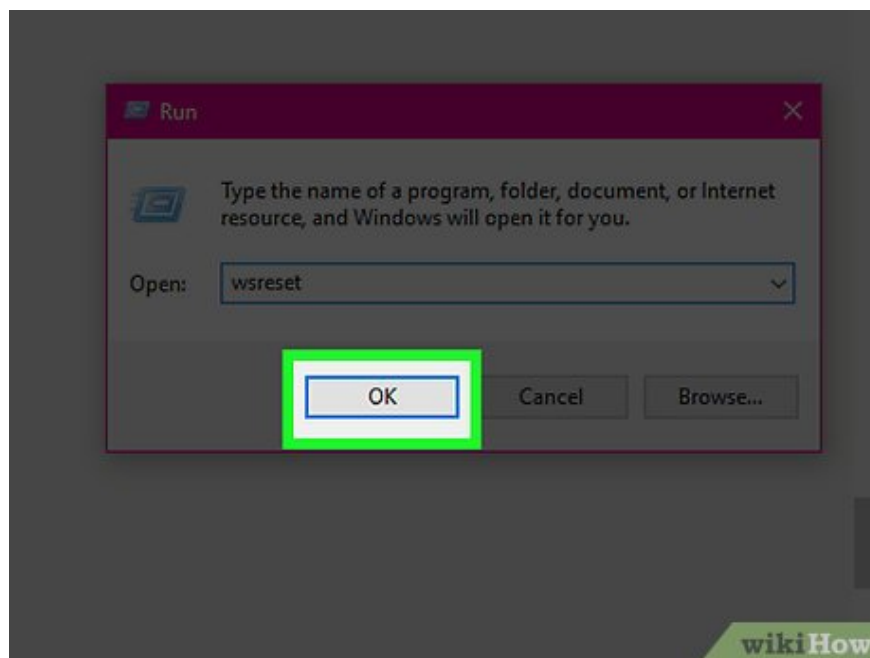 Run
Type the name of a program, folder, document, or Internet
resource, and Windows will open it for you.
Open: wsreset
OK Cancel Browse...
wikiHow